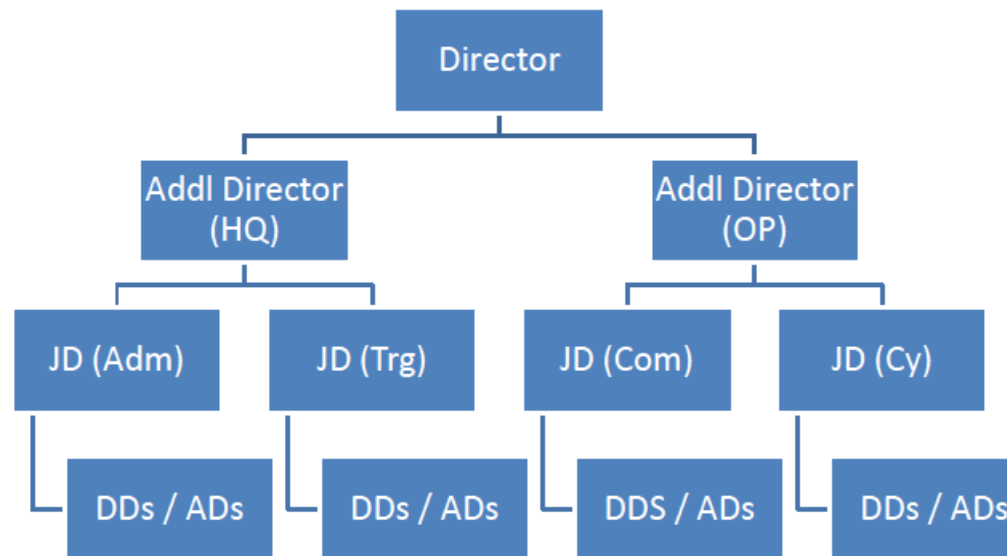 Director
Addl Director
(HQ)
Addl Director
(OP)
JD (Adm)
JD (Trg)
JD (Com)
JD (Cy)
DDs / ADs
DDs / ADs
DDS / ADs
DDs / ADs